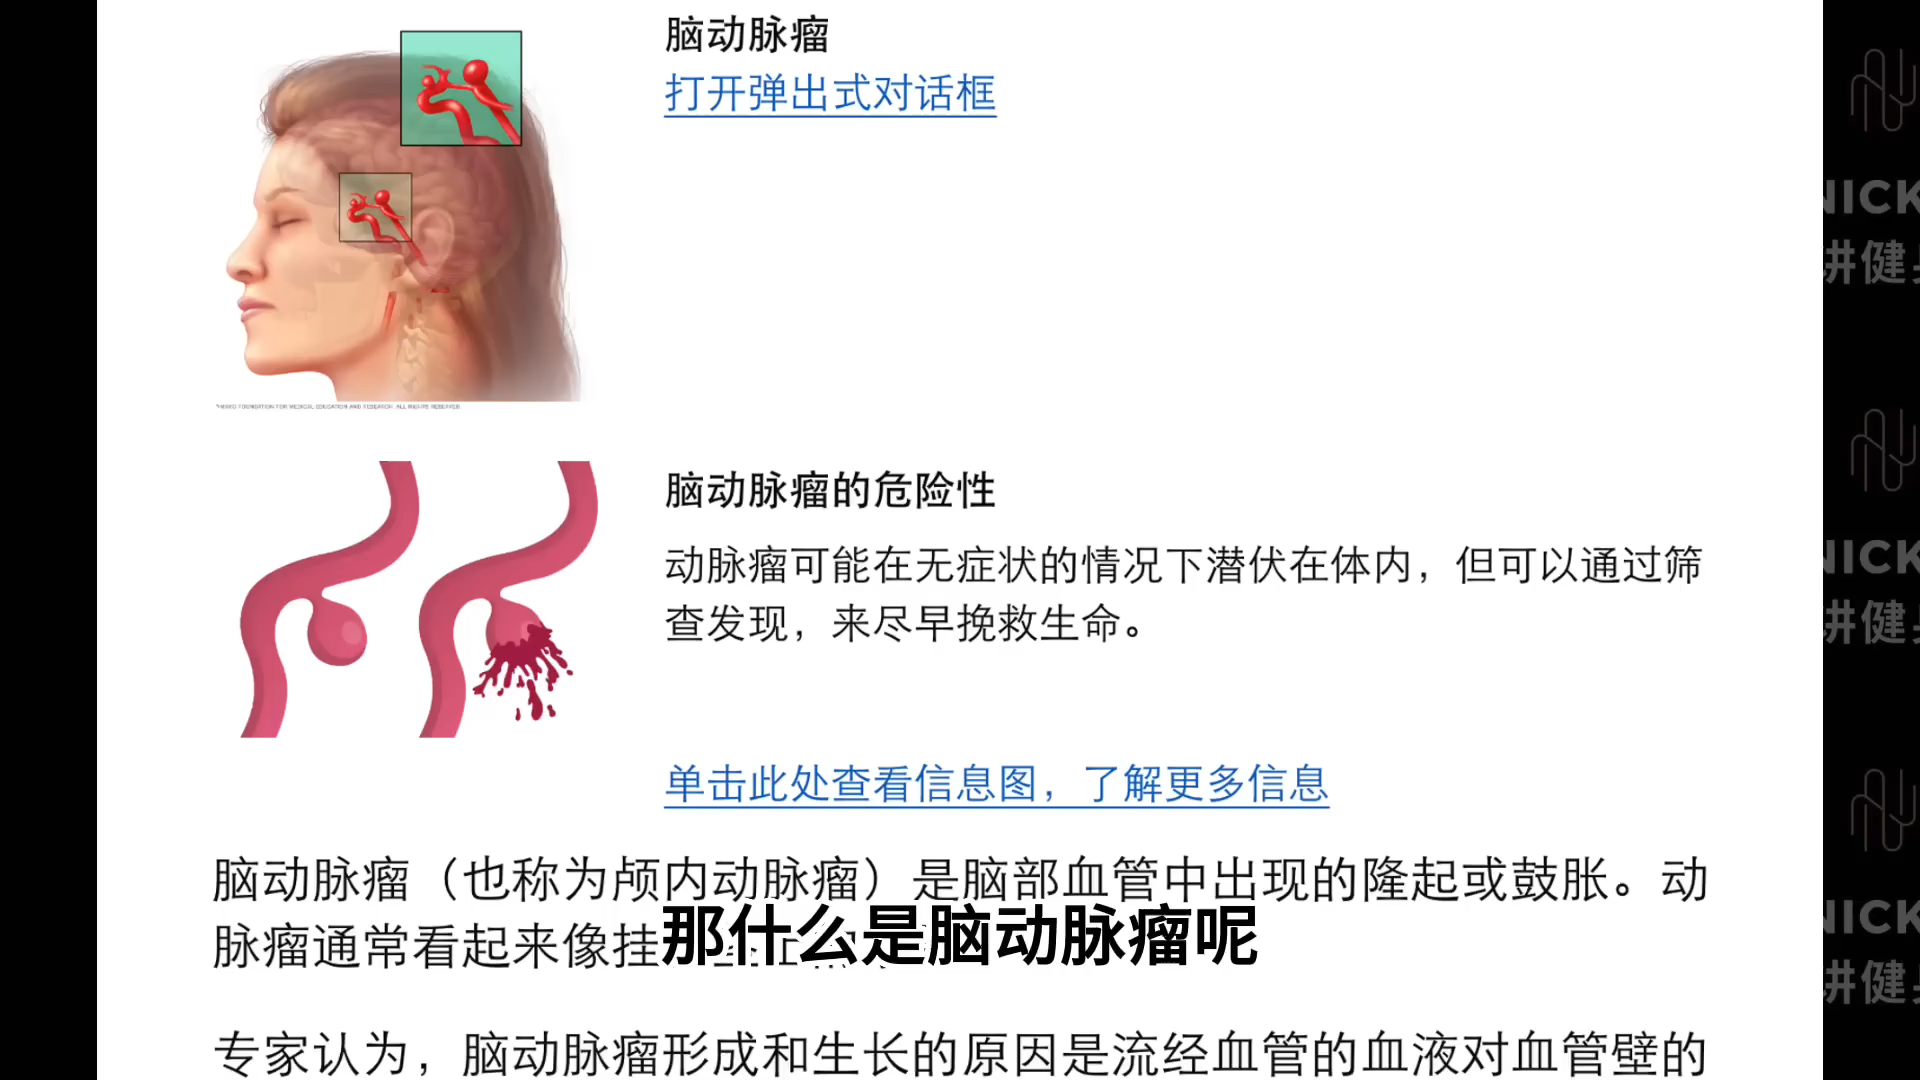 脑动脉瘤
打开弹出式对话框
脑动脉瘤的危险性
动脉瘤可能在无症状的情况下潜伏在体内，但可以通过筛
查发现，来尽早挽救生命。
单击此处查看信息图，了解更多信息
脑动脉瘤（也称为颅内动脉瘤）是脑部血管中出现的隆起或鼓胀。动
脉瘤通常看起来像挂
那什么是脑动脉瘤呢
专家认为，脑动脉瘤形成和生长的原因是流经血管的血液对血管壁的
NICK
讲健
NICK
讲健
NICK
讲健